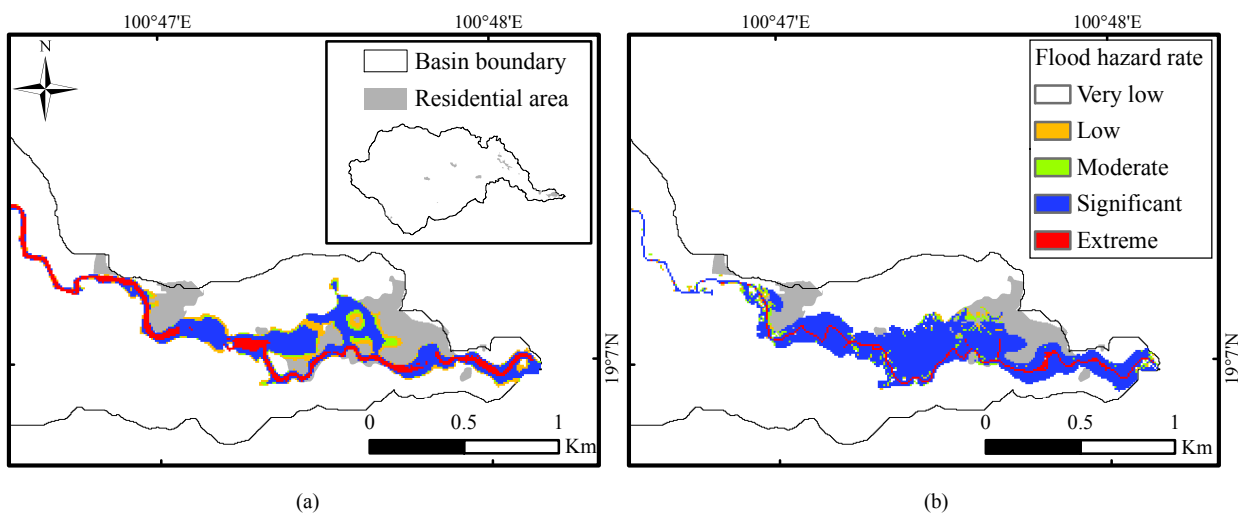 100°47'E
100°48'E
100°47'E
100°48'E
N
Basin boundary
Residential area
Flood hazard rate
Very low
Low
Moderate
Significant
Extreme
19°7'N
19°7'N
0 0.5 1
Km
0 0.5 1
Km
(a)
(b)